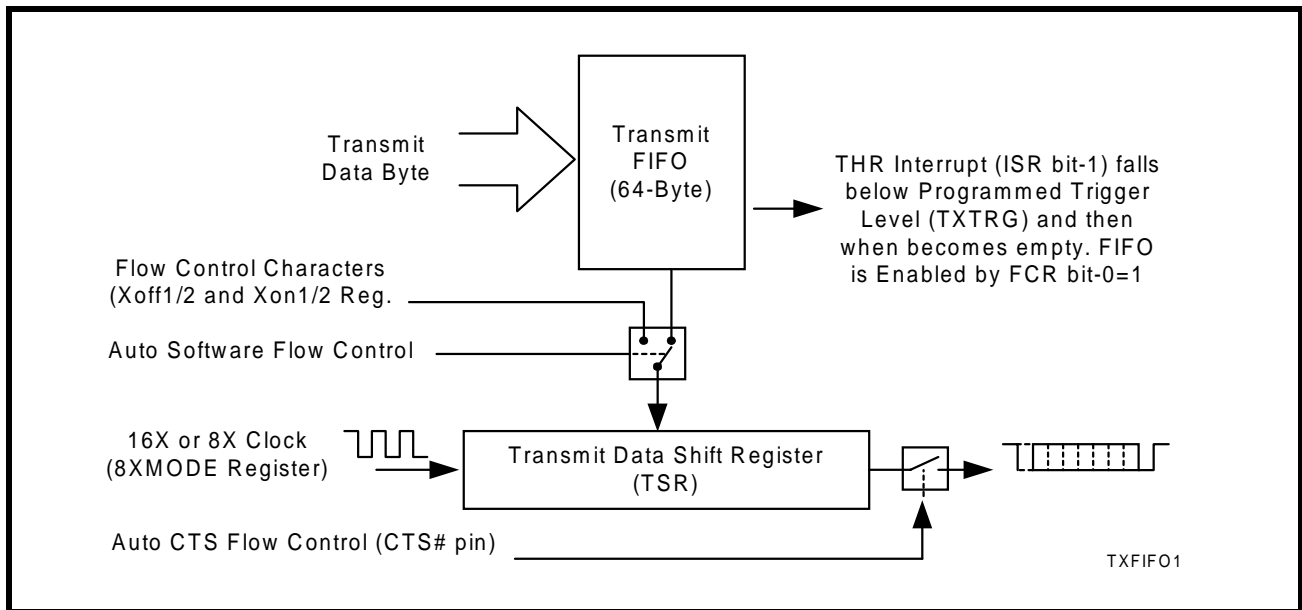 Transmit
Data Byte
Transmit
FIFO
(64-Byte)
THR Interrupt (ISR bit-1) falls
below Programmed Trigger
Level (TXTRG) and then
when becomes empty. FIFO
is Enabled by FCR bit-0=1
Flow Control Characters
(Xoff1/2 and Xon1/2 Reg.
Auto Software Flow Control
16X or 8X Clock
(8XMODE Register)
Transmit Data Shift Register
(TSR)
Auto CTS Flow Control (CTS# pin)
TXFIFO1